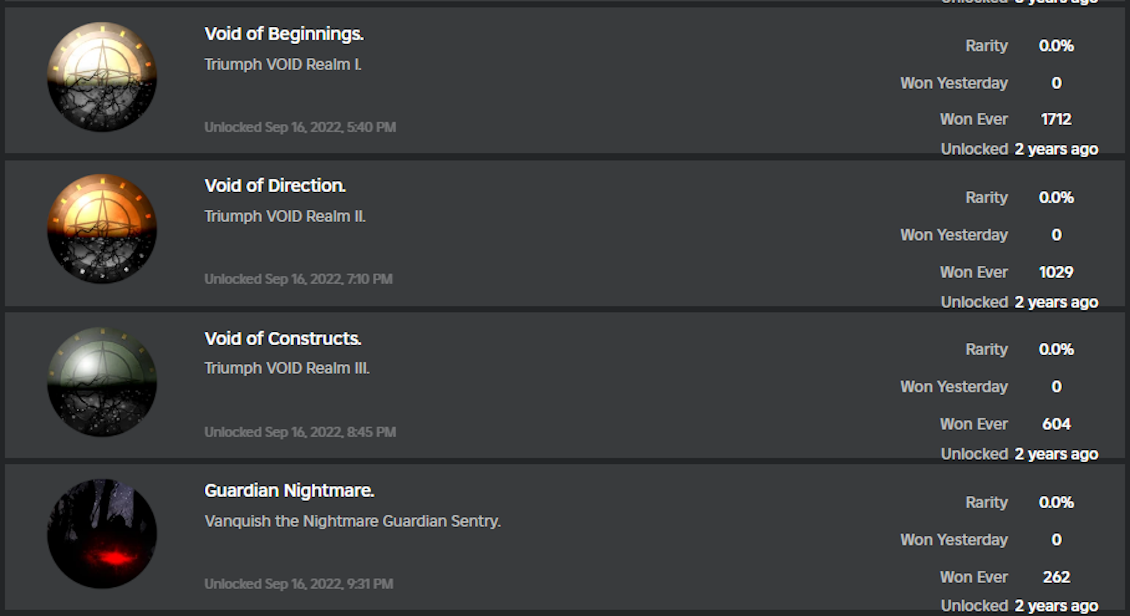 Unlocked 3 years ago
Void of Beginnings.
Triumph VOID Realm I.
Unlocked Sep 16, 2022, 5:40 PM
Rarity 0.0%
Won Yesterday 0
Won Ever 1712
Unlocked 2 years ago
Void of Direction.
Triumph VOID Realm II.
Unlocked Sep 16, 2022, 7:10 PM
Rarity 0.0%
Won Yesterday 0
Won Ever 1029
Unlocked 2 years ago
Void of Constructs.
Triumph VOID Realm III.
Unlocked Sep 16, 2022, 8:45 PM
Rarity 0.0%
Won Yesterday 0
Won Ever 604
Unlocked 2 years ago
Guardian Nightmare.
Vanquish the Nightmare Guardian Sentry.
Unlocked Sep 16, 2022, 9:31 PM
Rarity 0.0%
Won Yesterday 0
Won Ever 262
Unlocked 2 years ago